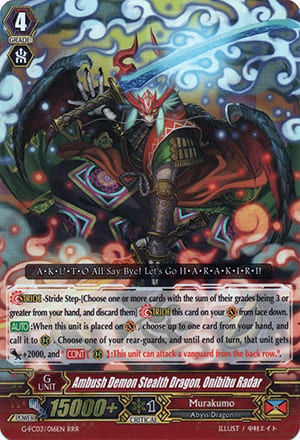 4
GRADE
A·K·U·T·O All Say Bye! Let's Go H·A·R·A·K·I·R·I!!
STRIDE -Stride Step-[Choose one or more cards with the sum of their grades being 3 or
greater from your hand, and discard them] STRIDE this card on your from face down.
AUTO:When this unit is placed on , choose up to one card from your hand, and
call it to . Choose one of your rear-guards, and until end of turn, that unit gets
+2000, and " CONT :This unit can attack a vanguard from the back row.".
G
UNIT
Ambush Demon Stealth Dragon, Onibibu Radar
POWER
15000+
1
CRITICAL
Murakumo
Abyss Dragon
G-FC03/016EN RRR
ILLUST / 中村エイト